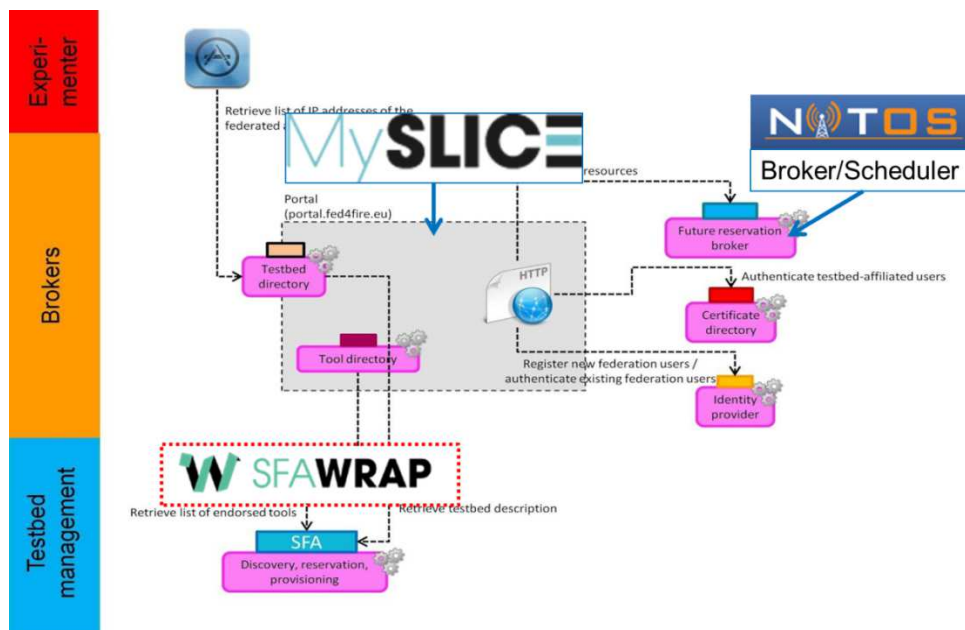 Experi-
menter
Brokers
Testbed
management
Retrieve list of IP addresses of the
federated
MySLICE
resources
NITOS
Broker/Scheduler
Portal
(portal.fed4fire.eu)
Testbed
directory
Tool directory
HTTP
Future reservation
broker
Authenticate testbed-affiliated users
Certificate
directory
Register new federation users /
authenticate existing federation users
Identity
provider
SFAWRAP
Retrieve list of endorsed tools
Retrieve testbed description
SFA
Discovery, reservation,
provisioning